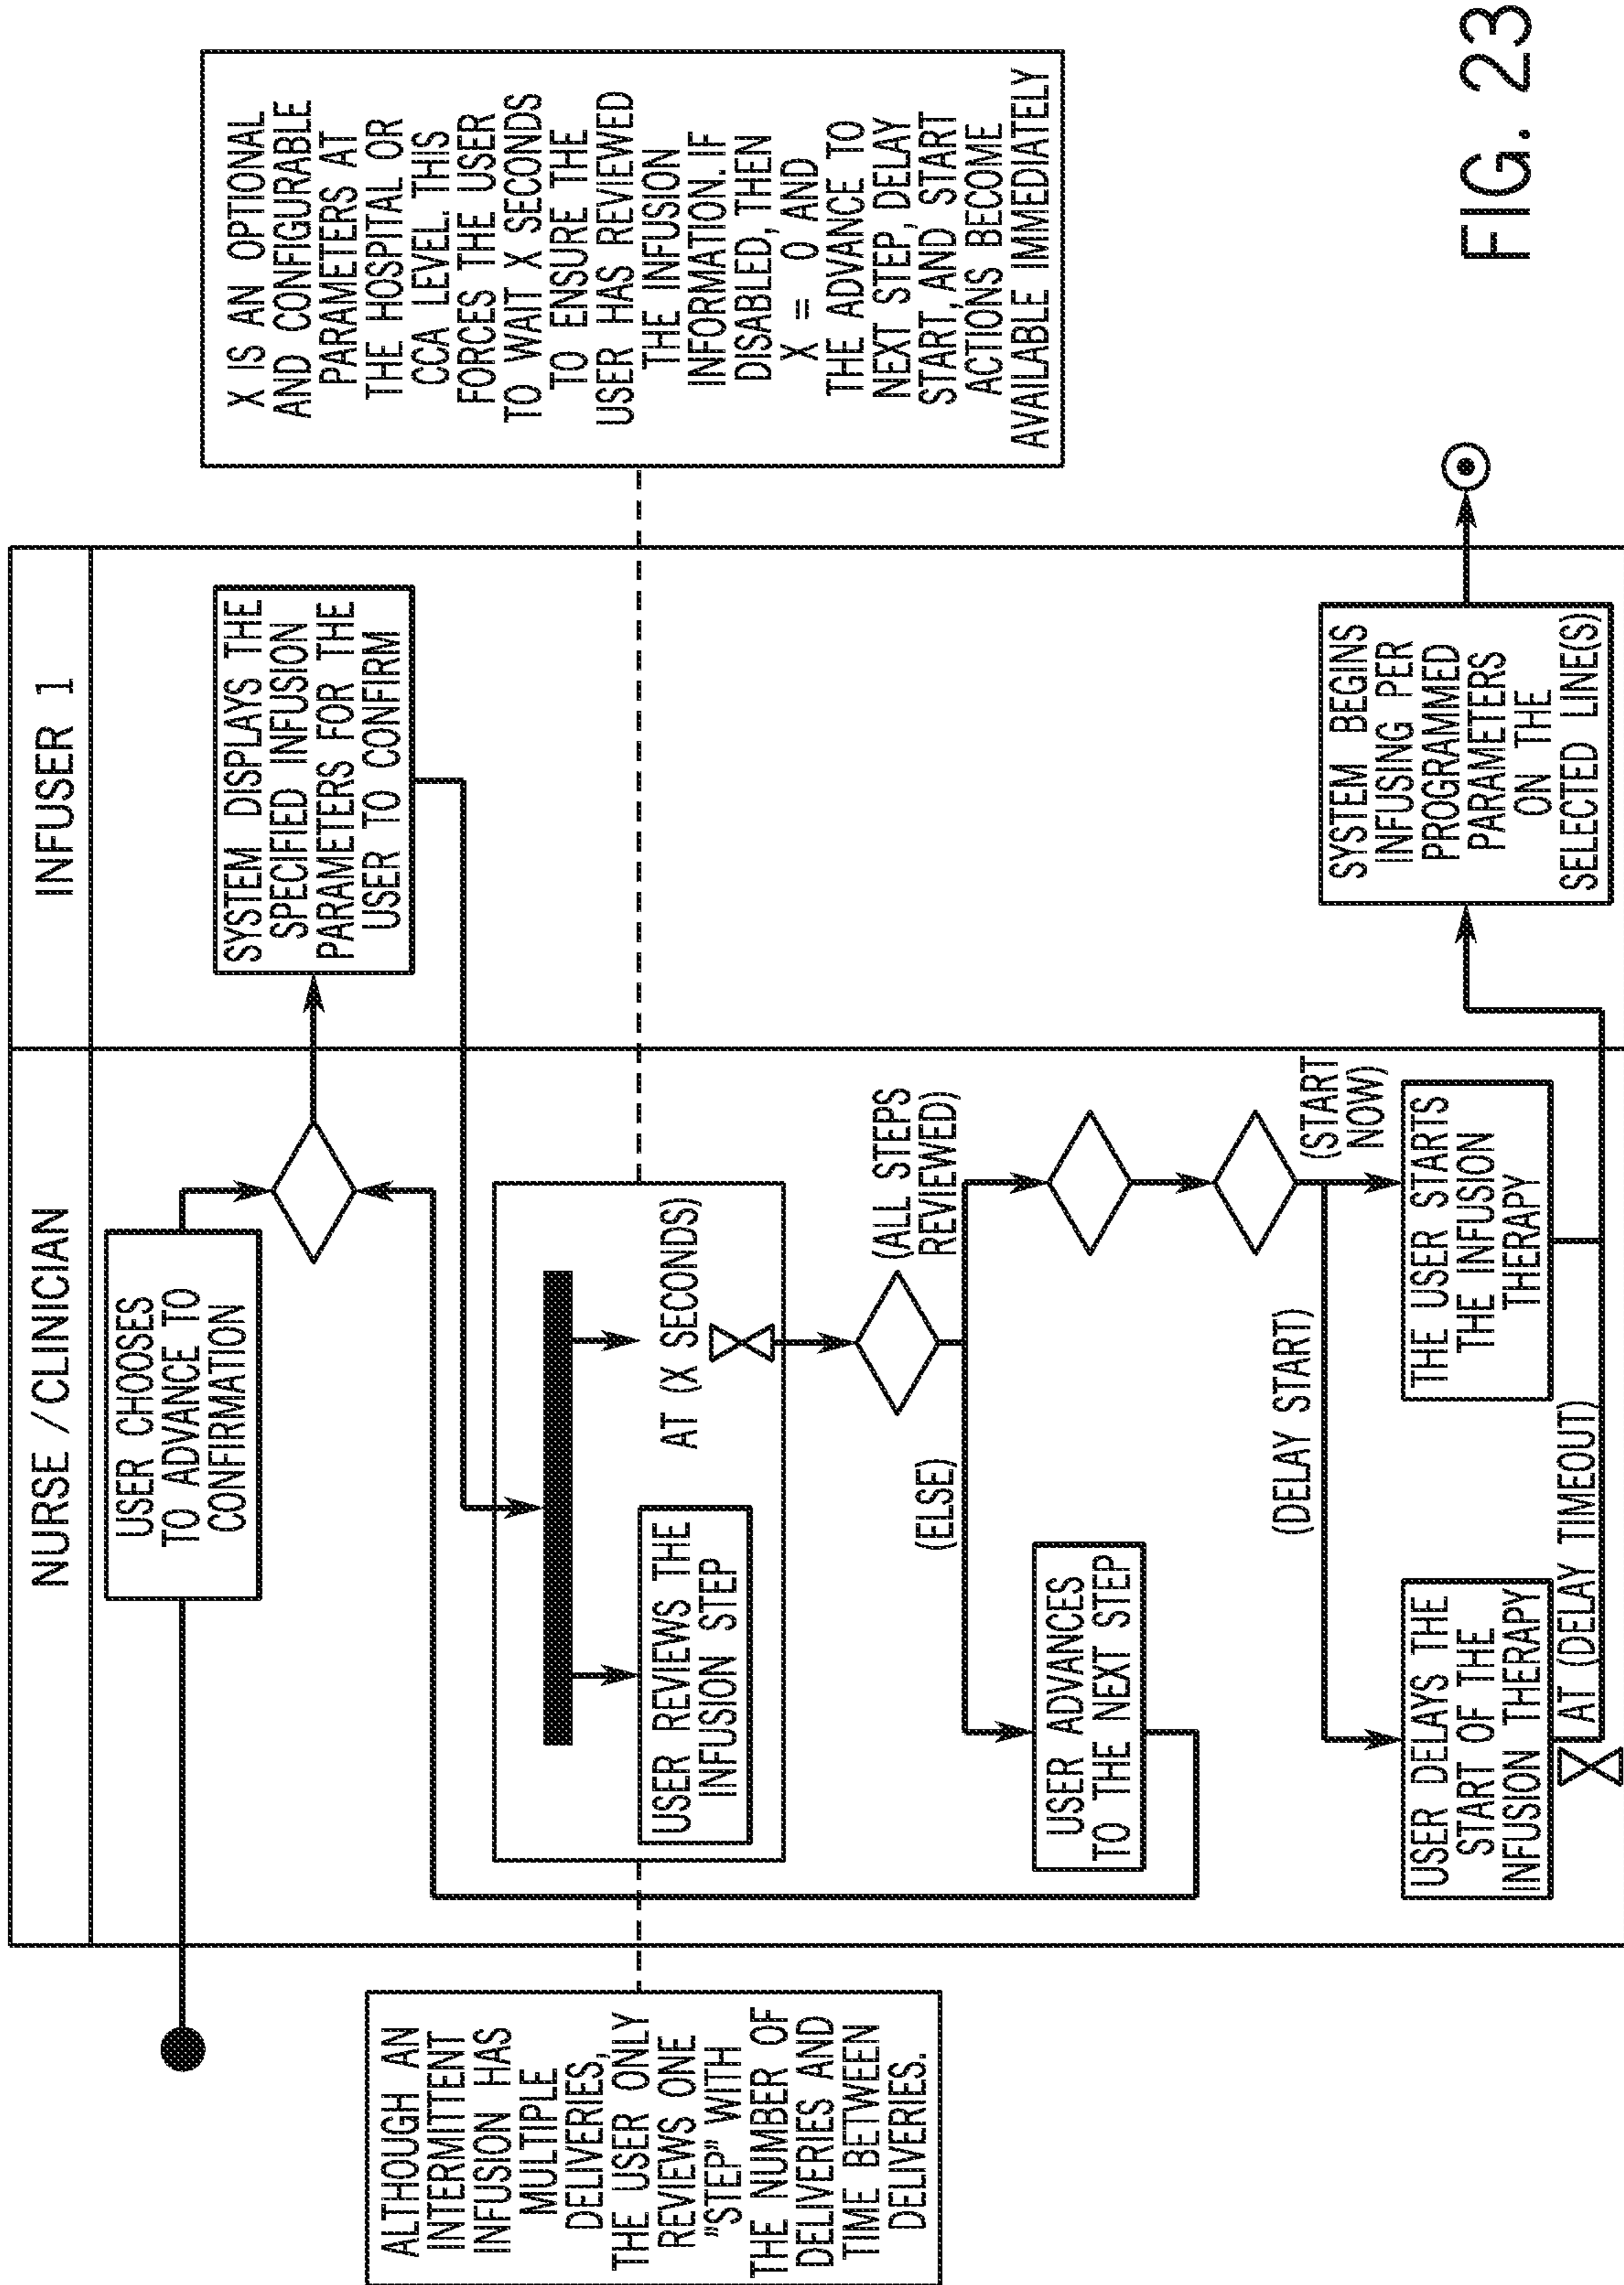 NURSE / CLINICIAN
INFUSER 1
USER CHOOSES
TO ADVANCE TO
CONFIRMATION
SYSTEM DISPLAYS THE
SPECIFIED INFUSION
PARAMETERS FOR THE
USER TO CONFIRM
ALTHOUGH AN
INTERMITTENT
INFUSION HAS
MULTIPLE
DELIVERIES,
THE USER ONLY
REVIEWS ONE
"STEP" WITH
THE NUMBER OF
DELIVERIES AND
TIME BETWEEN
DELIVERIES.
X IS AN OPTIONAL
AND CONFIGURABLE
PARAMETERS AT
THE HOSPITAL OR
CCA LEVEL. THIS
FORCES THE USER
TO WAIT X SECONDS
TO ENSURE THE
USER HAS REVIEWED
THE INFUSION
INFORMATION. IF
DISABLED, THEN
X = 0 AND
THE ADVANCE TO
NEXT STEP, DELAY
START, AND START
ACTIONS BECOME
AVAILABLE IMMEDIATELY
USER REVIEWS THE
INFUSION STEP
AT (X SECONDS)
(ELSE)
(ALL STEPS
REVIEWED)
USER ADVANCES
TO THE NEXT STEP
(DELAY START)
(START
NOW)
USER DELAYS THE
START OF THE
INFUSION THERAPY
THE USER STARTS
THE INFUSION
THERAPY
AT (DELAY TIMEOUT)
SYSTEM BEGINS
INFUSING PER
PROGRAMMED
PARAMETERS
ON THE
SELECTED LINE(S)
FIG. 23